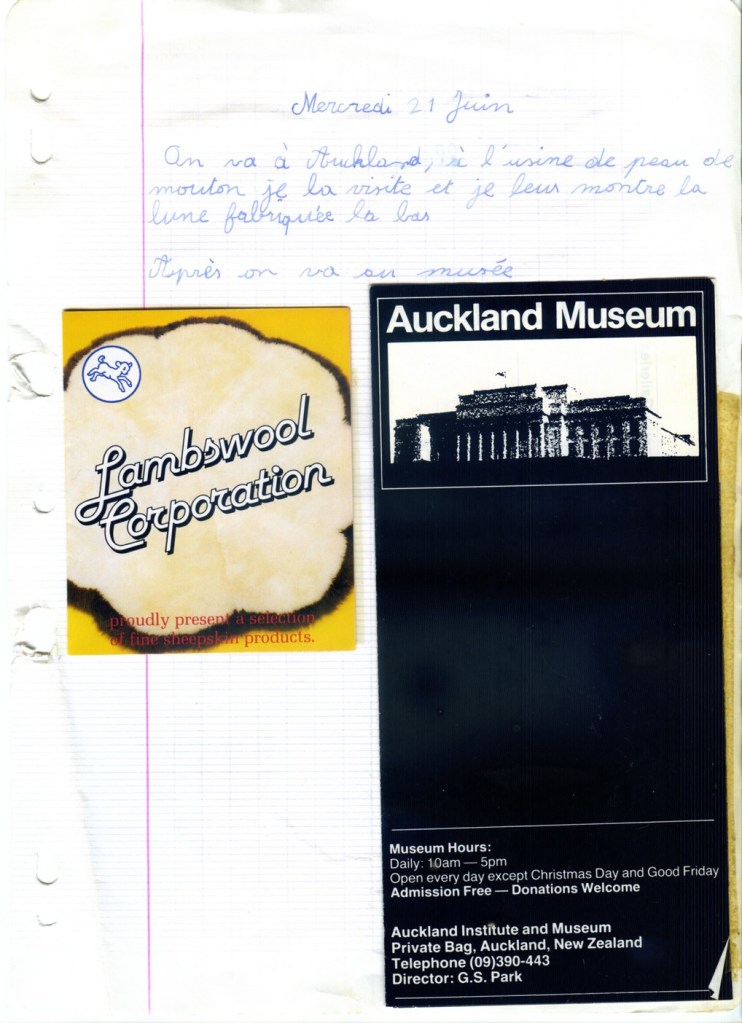 Mercredi 21 Juin
On va à Auckland, à l'usine de peau de
mouton je la visite et je leur montre la
lune fabriquée la bas
Après on va au musée
Lambswool
Corporation
proudly present a selection
of fine sheepskin products.
Auckland Museum
Museum Hours:
Daily: 10am — 5pm
Open every day except Christmas Day and Good Friday
Admission Free — Donations Welcome
Auckland Institute and Museum
Private Bag, Auckland, New Zealand
Telephone (09)390-443
Director: G.S. Park